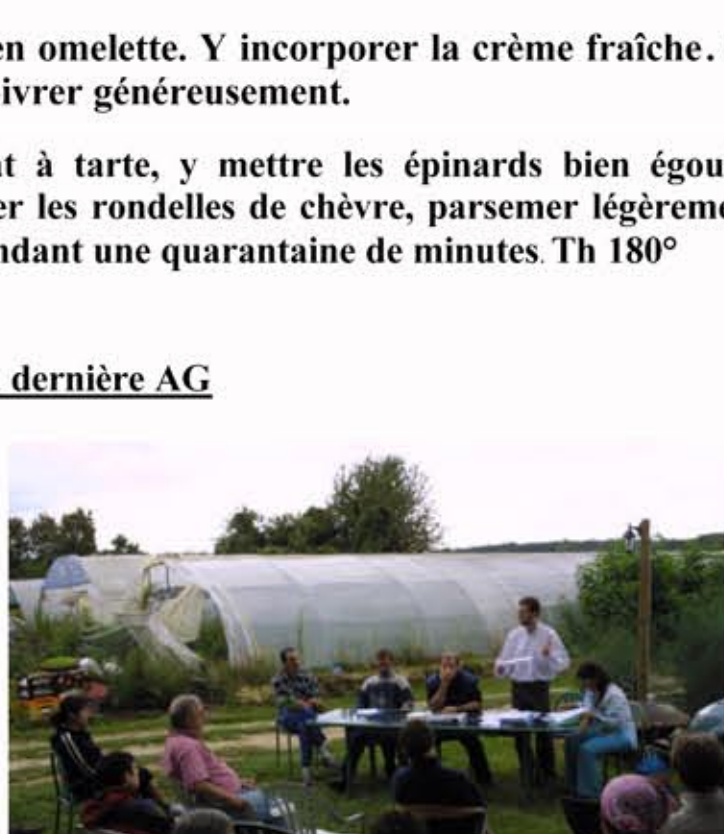 en omelette. Y incorporer la crème fraîche.
ivrer généreusement.
at à tarte, y mettre les épinards bien égou
er les rondelles de chèvre, parsemer légèreme
ndant une quarantaine de minutes. Th 180°
dernière AG